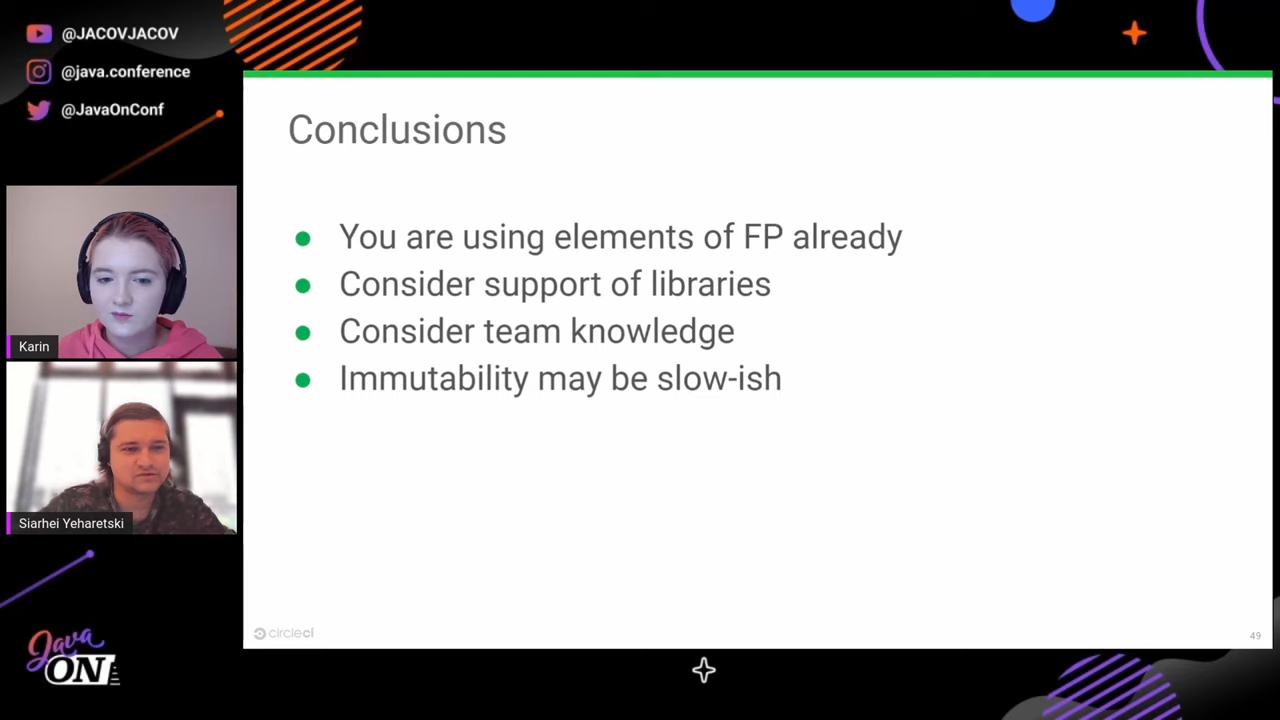 @JACOVJACOV
@java.conference
@JavaOnConf
Karin
Siarhei Yeharetski
Java
ON
Conclusions
● You are using elements of FP already
● Consider support of libraries
● Consider team knowledge
● Immutability may be slow-ish
circleci
49